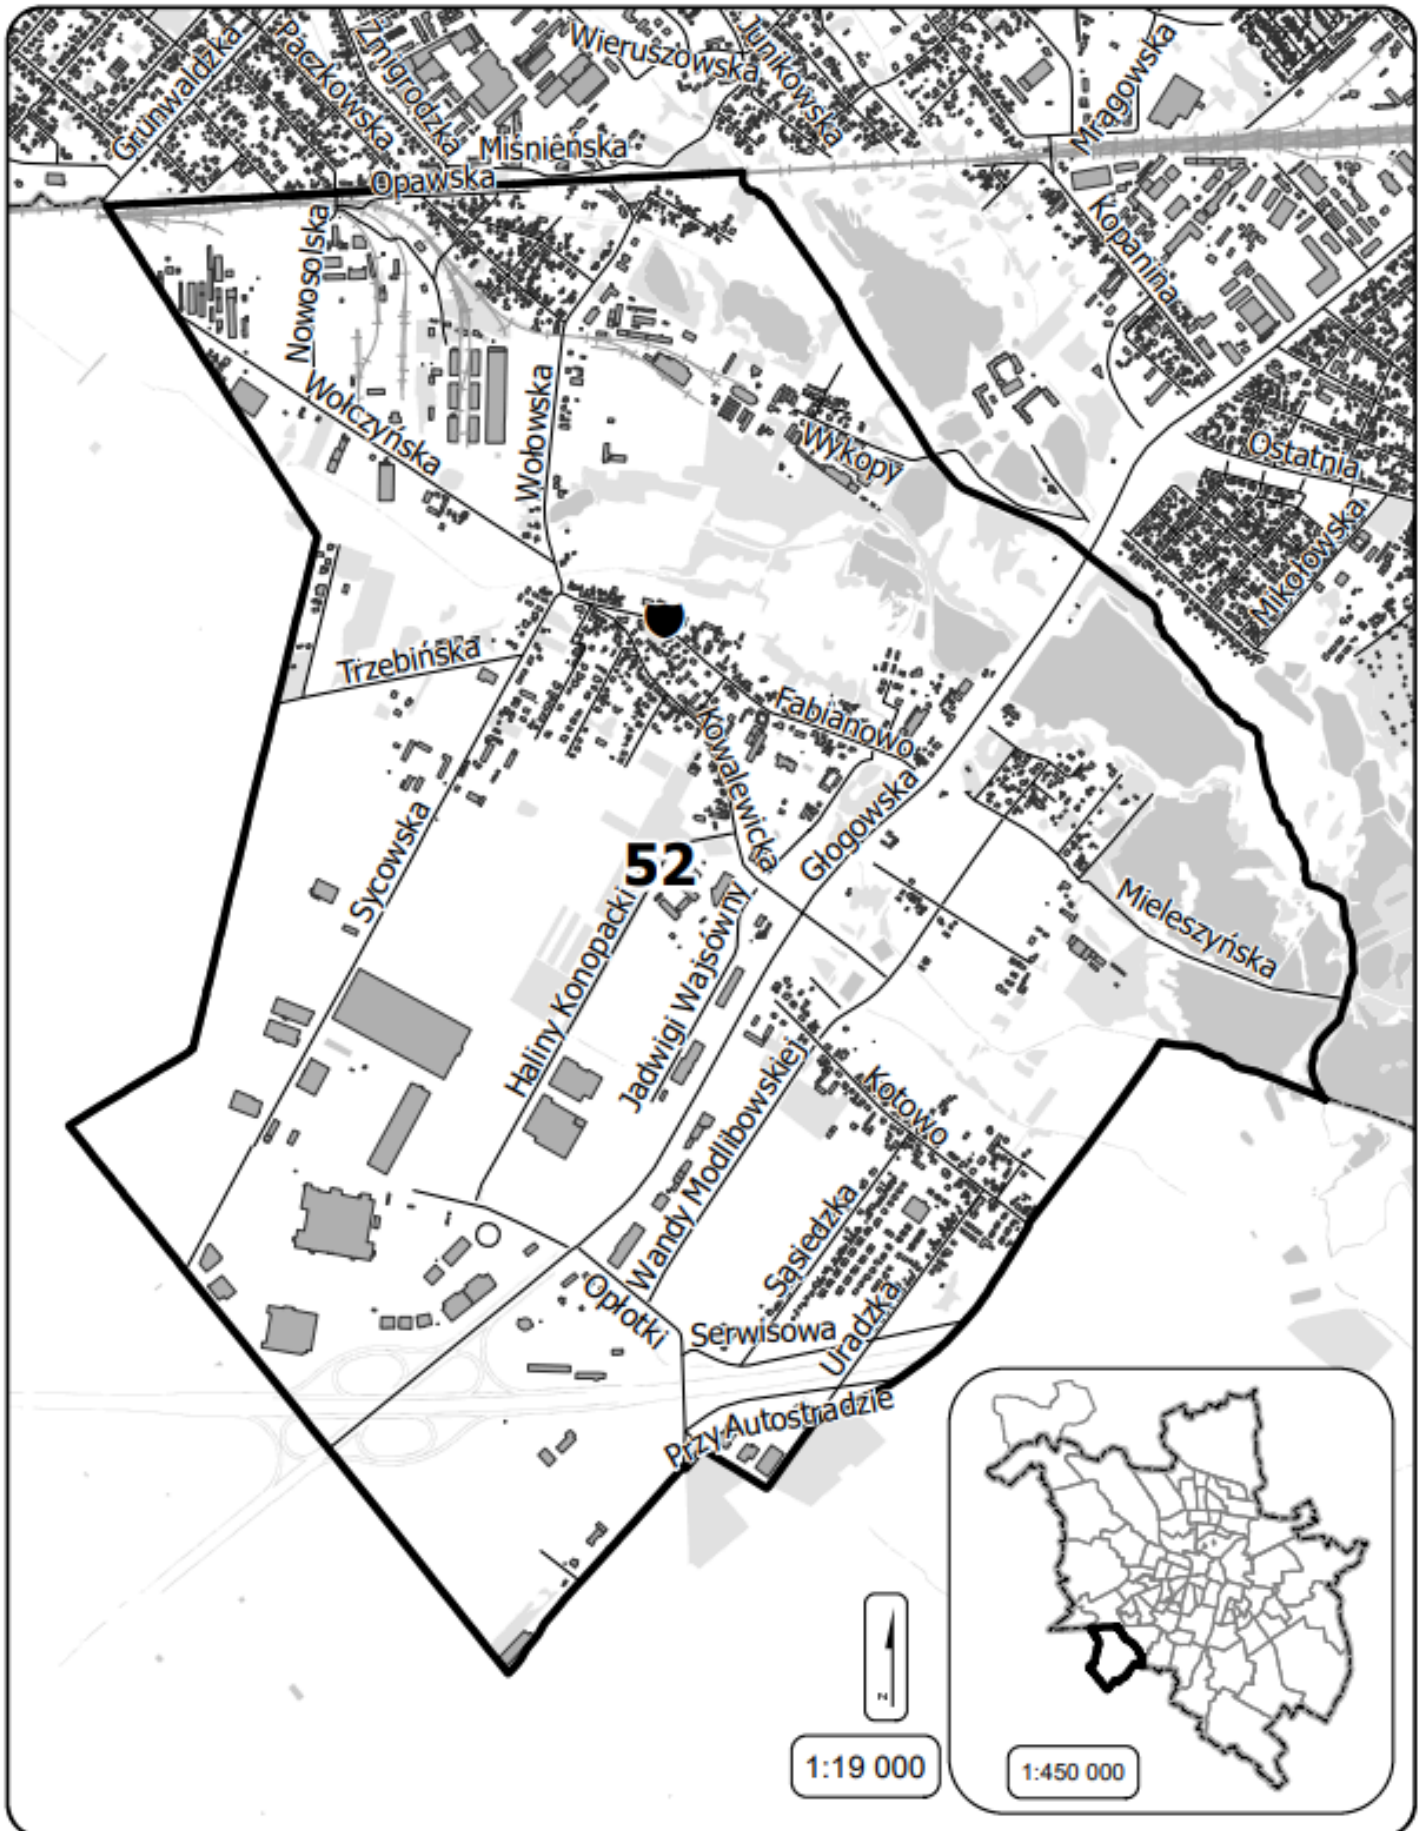 Grunwaldzka
Paczkowska
Żmigrodzka
Wieruszowska
Junikowska
Mrągowska
Miśnieńska
Opawska
Kopanina
Nowosolska
Wołczyńska
Wołowska
Wykopy
Ostatnia
Mikołowska
Trzebińska
Fabianowo
Kowalewicka
Głogowska
Sycowska
52
Mieleszyńska
Haliny Konopacki
Jadwigi Wajsówny
Wandy Modlibowskiej
Kotowo
Sąsiedzka
Uradzka
Opłotki
Serwisowa
Przy Autostradzie
N
1:19 000
1:450 000